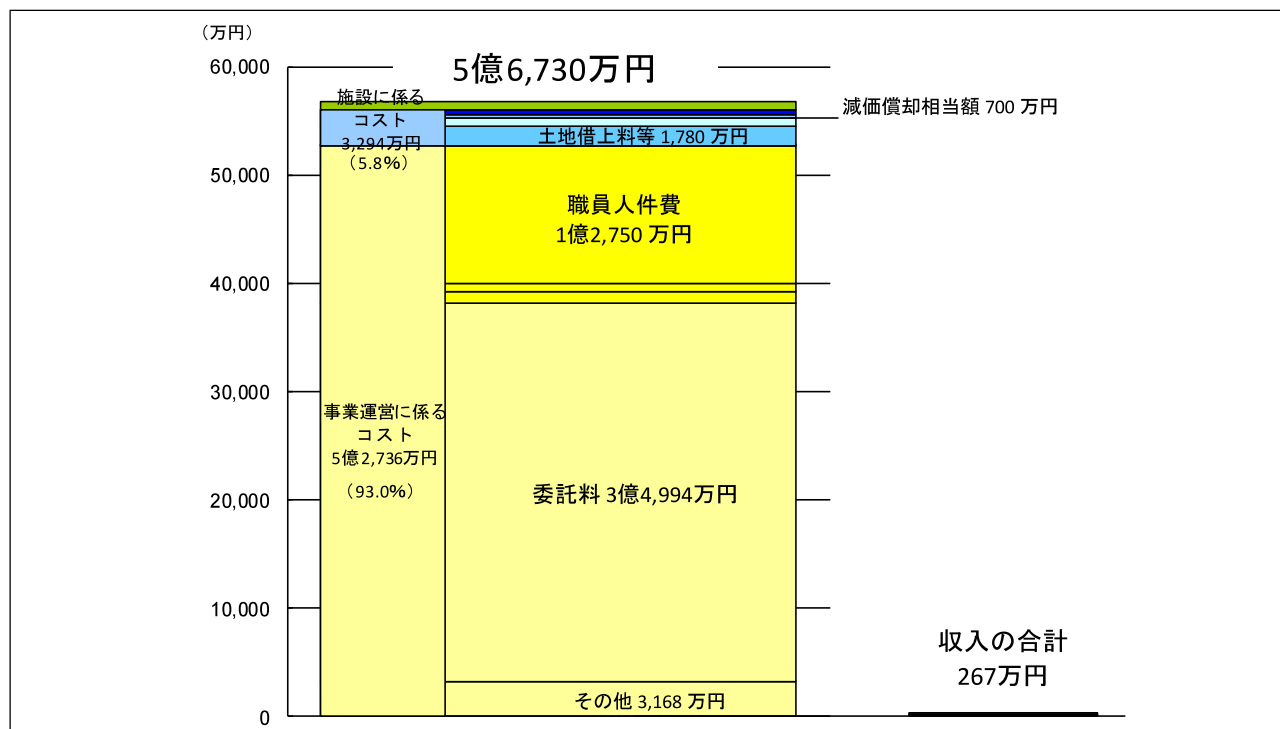 （万円）
5億6,730万円
60,000
施設に係る
コスト
3,294万円
（5.8%）
減価償却相当額 700 万円
土地借上料等 1,780 万円
50,000
職員人件費
1億2,750 万円
40,000
30,000
事業運営に係る
コスト
5億2,736万円
（93.0%）
20,000
委託料 3億4,994万円
10,000
収入の合計
267万円
その他 3,168 万円
0